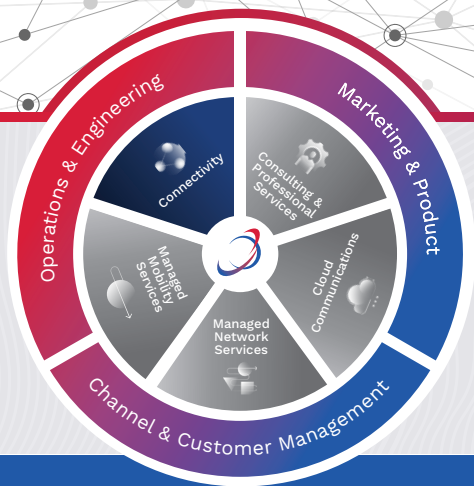 Operations & Engineering
Marketing & Product
Channel & Customer Management
Connectivity
Consulting &
Professional
Services
Cloud
Communications
Managed
Network
Services
Managed
Mobility
Services